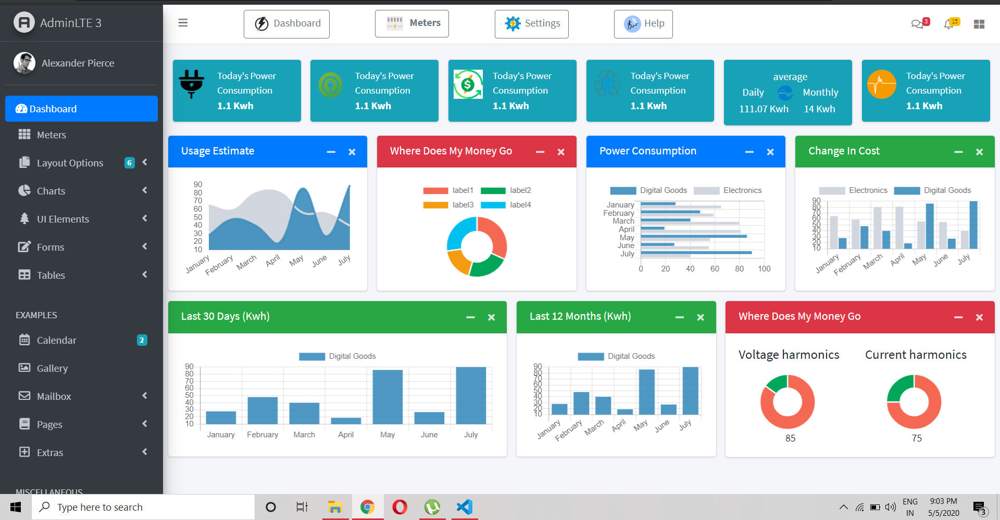 AdminLTE 3
Dashboard
Meters
Settings
Help
3
15
Alexander Pierce
Dashboard
Meters
Layout Options 6
Charts
UI Elements
Forms
Tables
EXAMPLES
Calendar 2
Gallery
Mailbox
Pages
Extras
MISCELLANEOUS
Today's Power
Consumption
1.1 Kwh
Today's Power
Consumption
1.1 Kwh
Today's Power
Consumption
1.1 Kwh
Today's Power
Consumption
1.1 Kwh
average
Daily Monthly
111.07 Kwh 14 Kwh
Today's Power
Consumption
1.1 Kwh
Usage Estimate
90
80
70
60
50
40
30
20
10
January February March April May June July
Where Does My Money Go
label1 label2
label3 label4
Power Consumption
Digital Goods Electronics
January
February
March
April
May
June
July
0 20 40 60 80 100
Change In Cost
Electronics Digital Goods
90
80
70
60
50
40
30
20
10
January February March April May June July
Last 30 Days (Kwh)
Digital Goods
90
80
70
60
50
40
30
20
10
January February March April May June July
Last 12 Months (Kwh)
Digital Goods
90
80
70
60
50
40
30
20
10
January February March April May June July
Where Does My Money Go
Voltage harmonics Current harmonics
85 75
Type here to search
ENG
IN
9:03 PM
5/5/2020
3